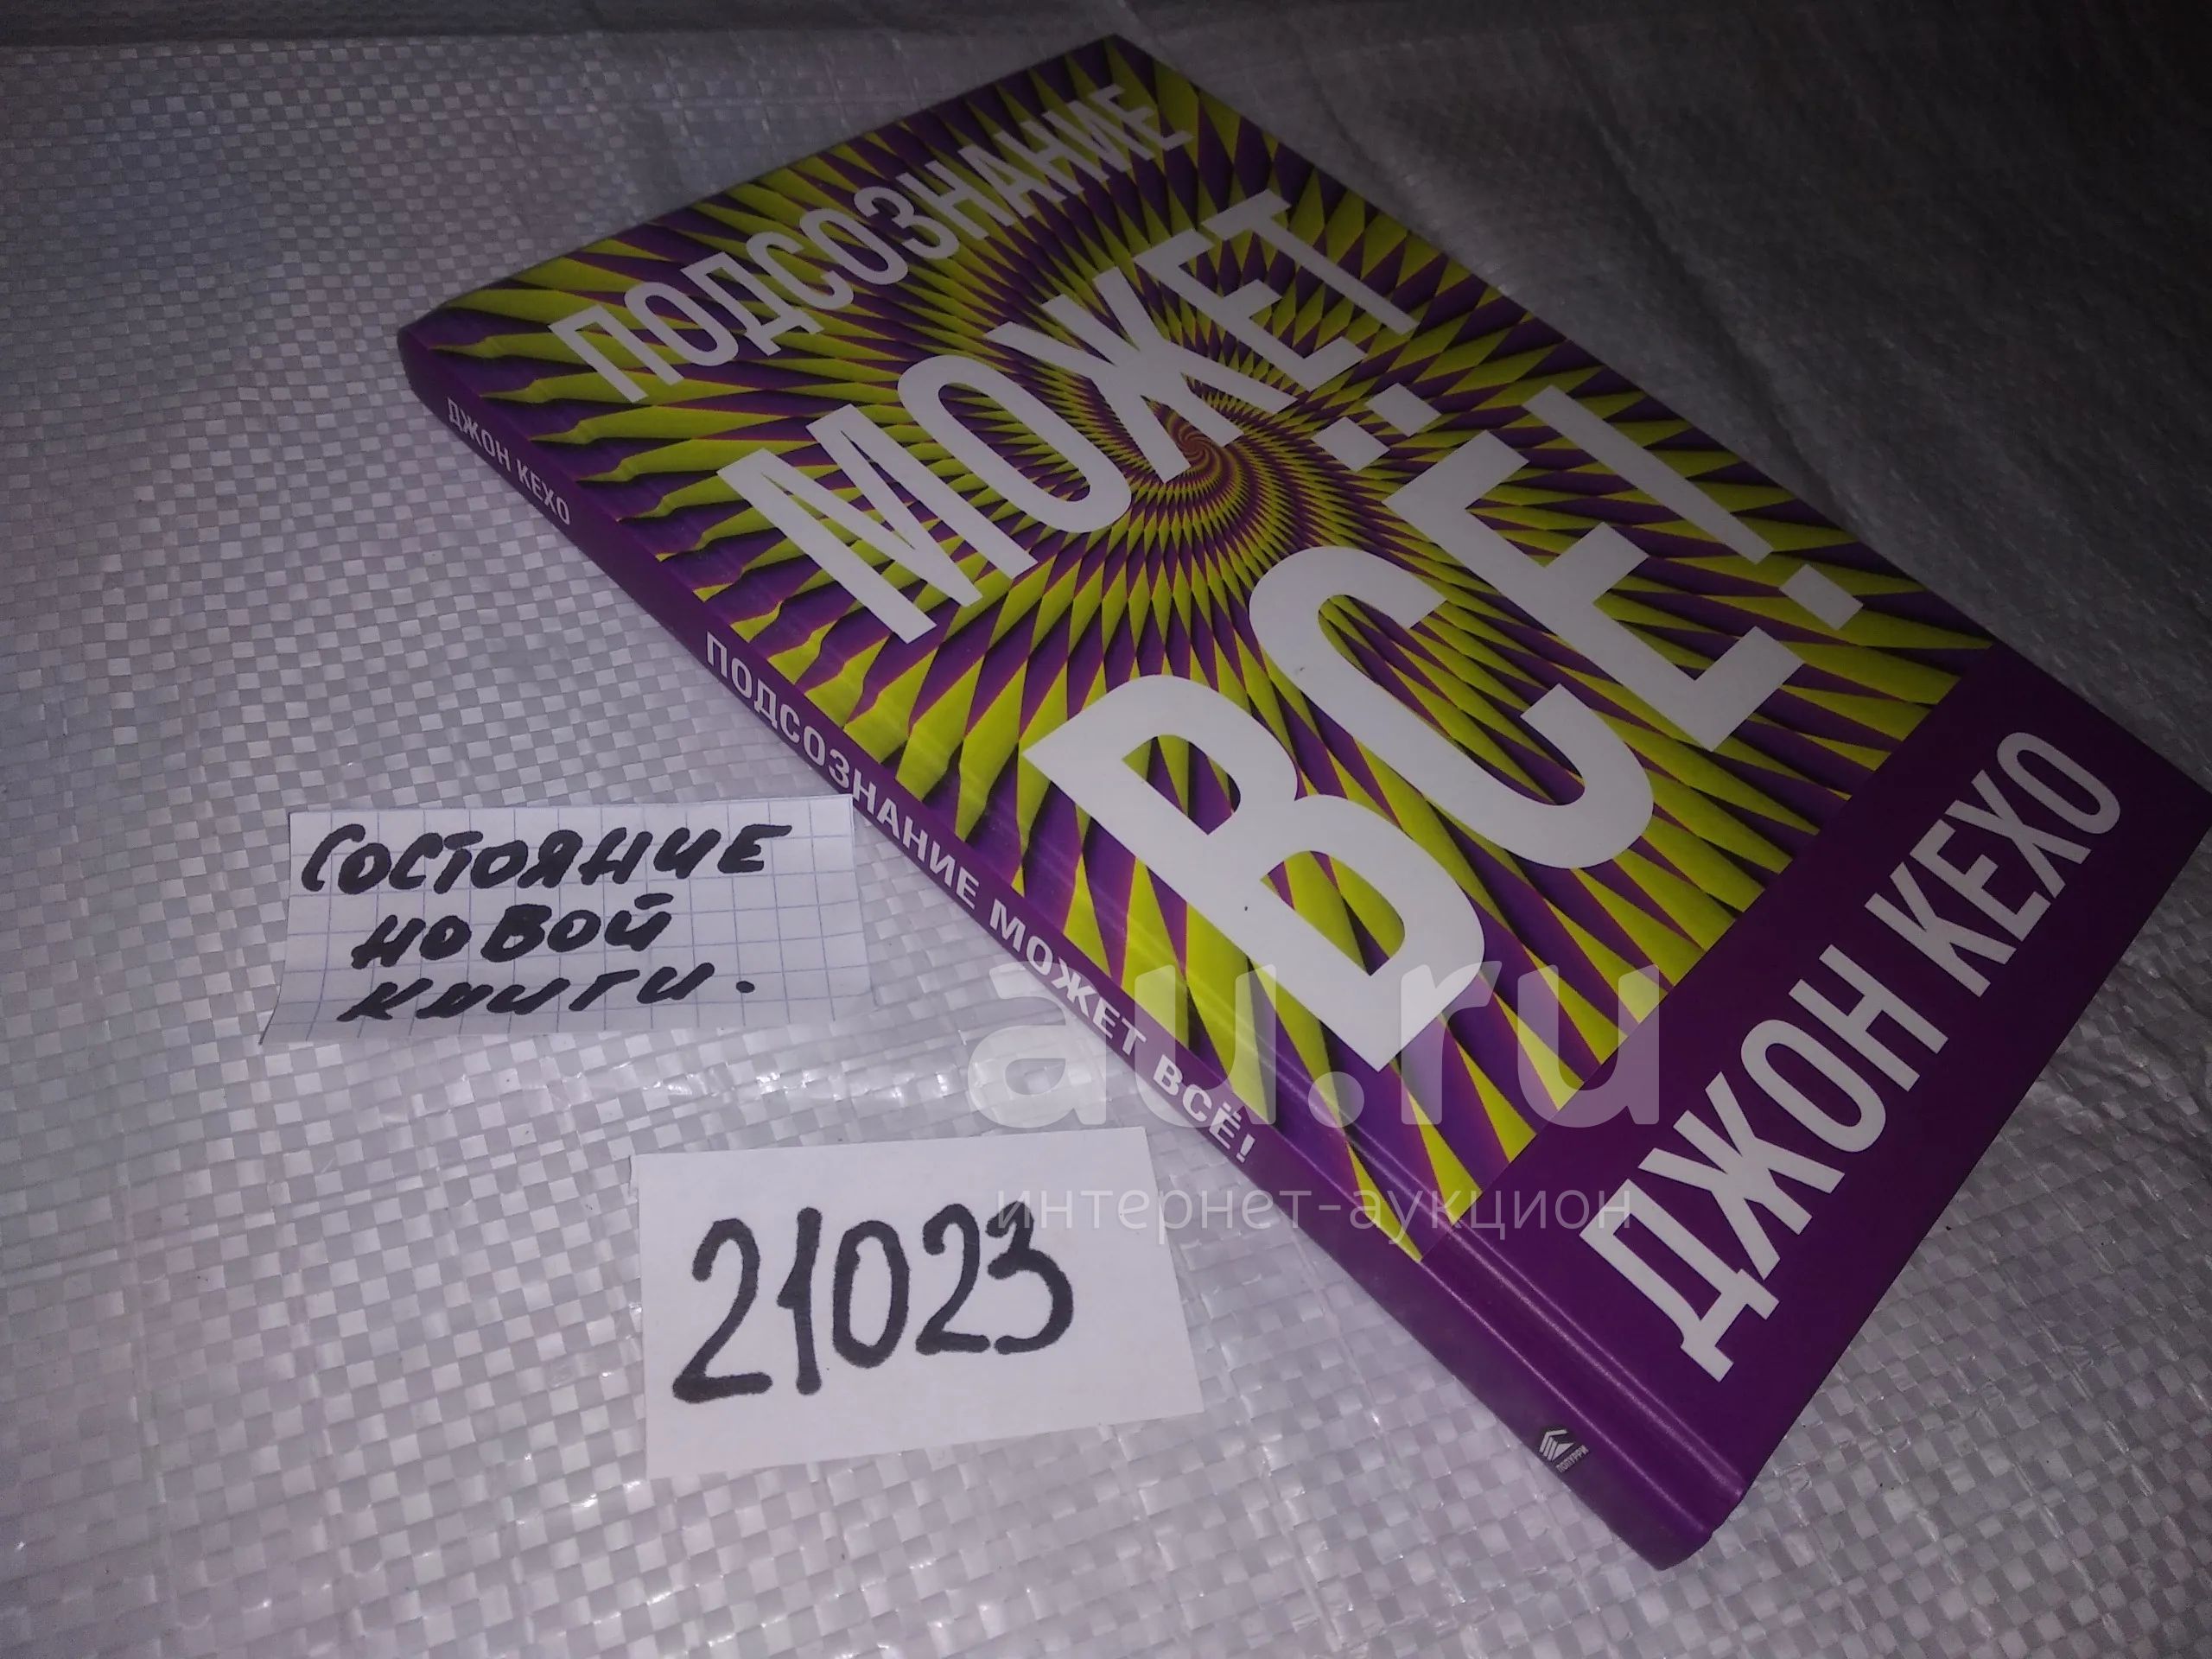 ПОДСОЗНАНИЕ
МОЖЕТ
ВСЁ!
ДЖОН КЕХО
ДЖОН КЕХО
ПОДСОЗНАНИЕ МОЖЕТ ВСЁ!
ПОПУРРИ
СОСТОЯНИЕ
НОВОЙ
КНИГИ.
21023
au.ru
интернет-аукцион